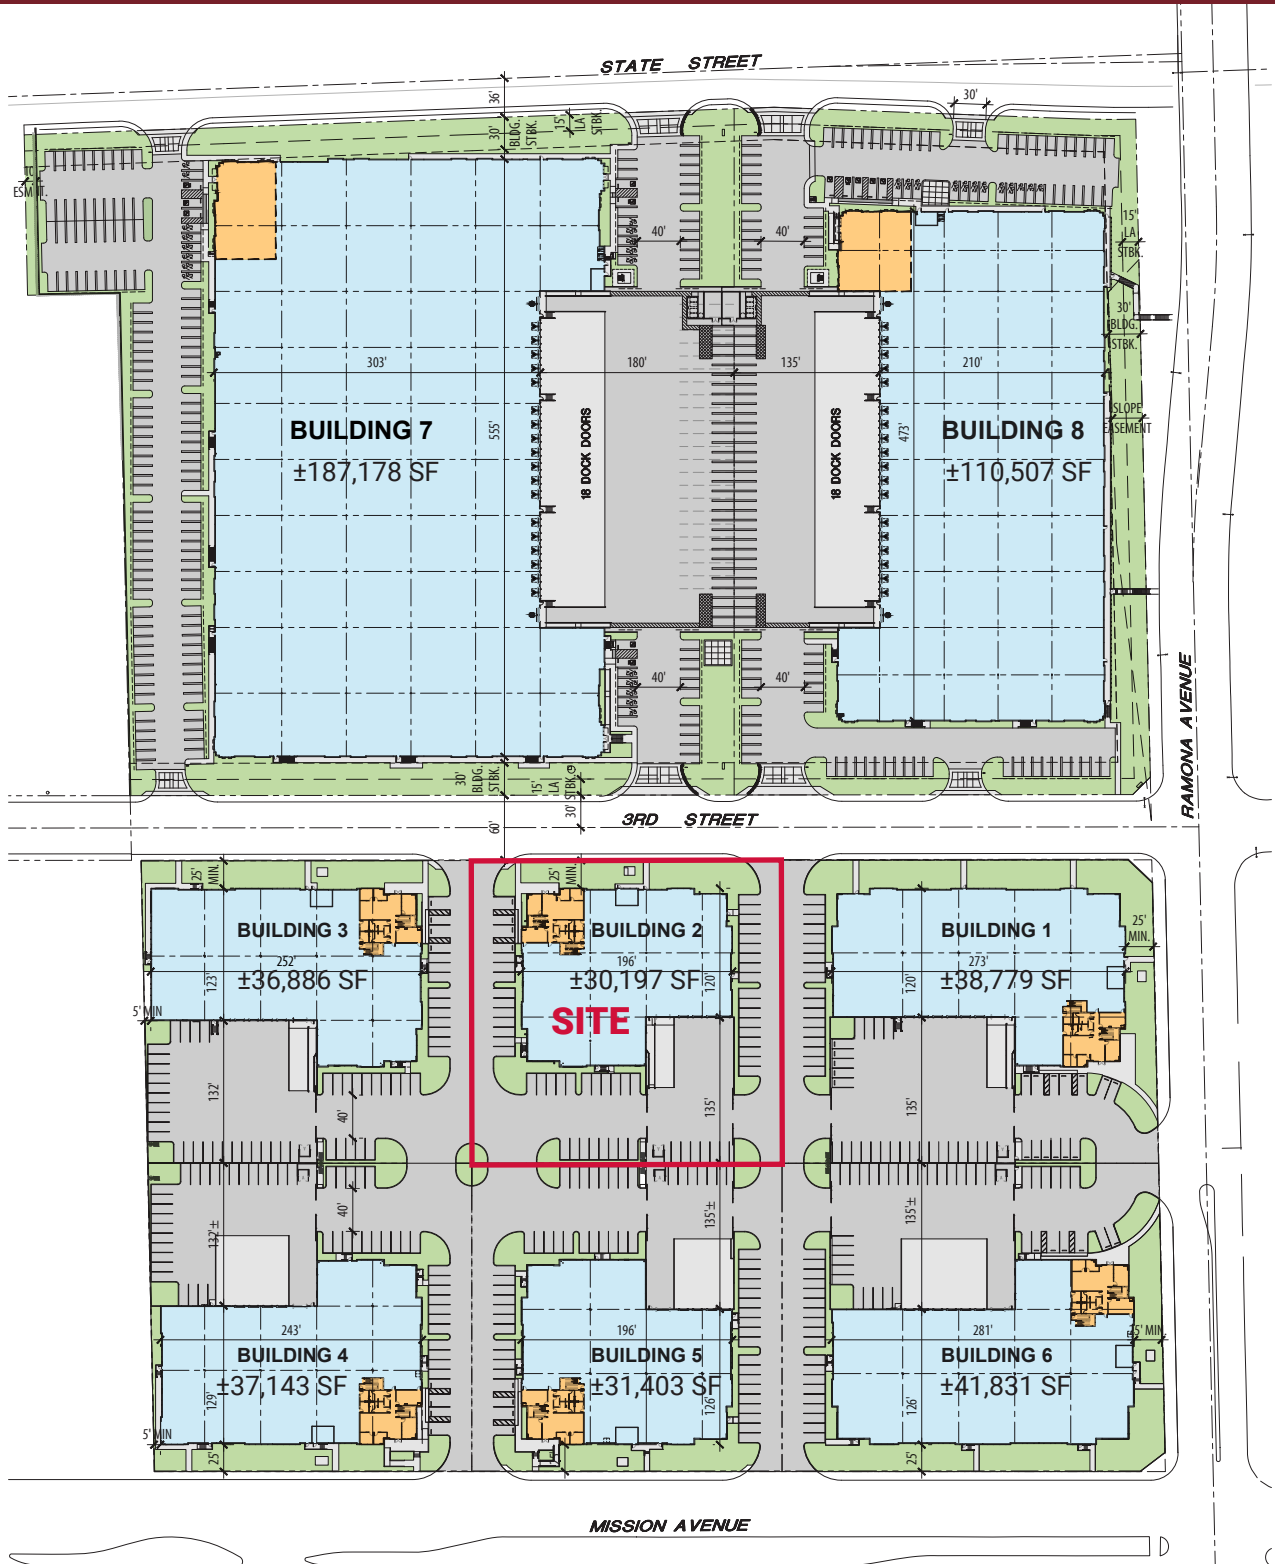 STATE STREET
36'
30'
30'
BLDG.
STBK.
15'
LA
STBK.
10'
ESM'T.
40'
40'
15'
LA
STBK.
30'
BLDG.
STBK.
303'
180'
135'
210'
SLOPE
EASEMENT
BUILDING 7
±187,178 SF
555'
18 DOCK DOORS
18 DOCK DOORS
473'
BUILDING 8
±110,507 SF
40'
40'
RAMONA AVENUE
30'
BLDG.
STBK.
15'
LA
STBK.
60'
30'
3RD STREET
25'
MIN.
25'
MIN.
BUILDING 3
252'
±36,886 SF
123'
BUILDING 2
196'
±30,197 SF
120'
SITE
BUILDING 1
273'
±38,779 SF
120'
25'
MIN.
5' MIN
132'
40'
135'
135'
132'±
40'
135'±
135'±
243'
BUILDING 4
±37,143 SF
129'
196'
BUILDING 5
±31,403 SF
126'
281'
BUILDING 6
±41,831 SF
126'
5' MIN
25'
25'
MISSION AVENUE